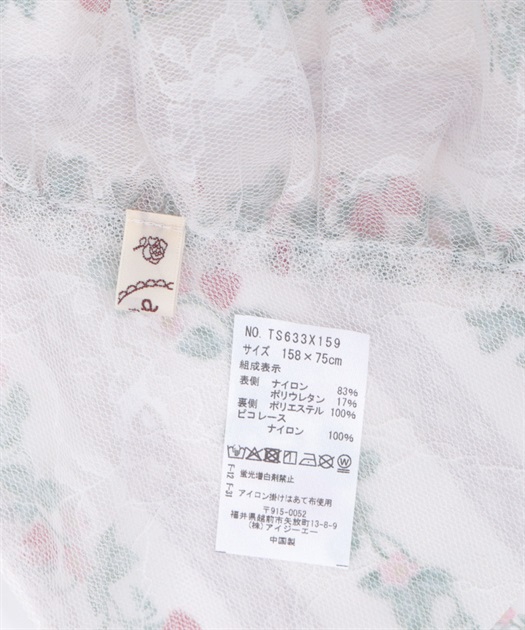 NO. TS633X159
サイズ 158×75cm
組成表示
表側 ナイロン 83%
ポリウレタン 17%
裏側 ポリエステル 100%
ピコレース
ナイロン 100%
蛍光増白剤禁止
アイロン掛けはあて布使用
〒915-0052
福井県越前市矢放町13-8-9
(株)アイジーエー
中国製